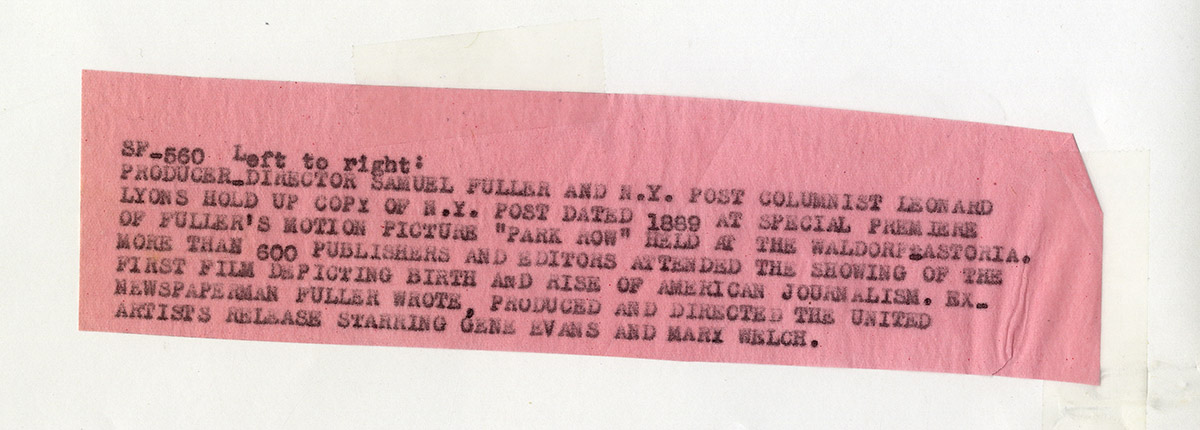 SF-560 Left to right:
PRODUCER-DIRECTOR SAMUEL FULLER AND N.Y. POST COLUMNIST LEONARD
LYONS HOLD UP COPY OF N.Y. POST DATED 1889 AT SPECIAL PREMIERE
OF FULLER'S MOTION PICTURE "PARK ROW" HELD AT THE WALDORF-ASTORIA.
MORE THAN 600 PUBLISHERS AND EDITORS ATTENDED THE SHOWING OF THE
FIRST FILM DEPICTING BIRTH AND RISE OF AMERICAN JOURNALISM. EX-
NEWSPAPERMAN FULLER WROTE, PRODUCED AND DIRECTED THE UNITED
ARTISTS RELEASE STARRING GENE EVANS AND MARY WELCH.